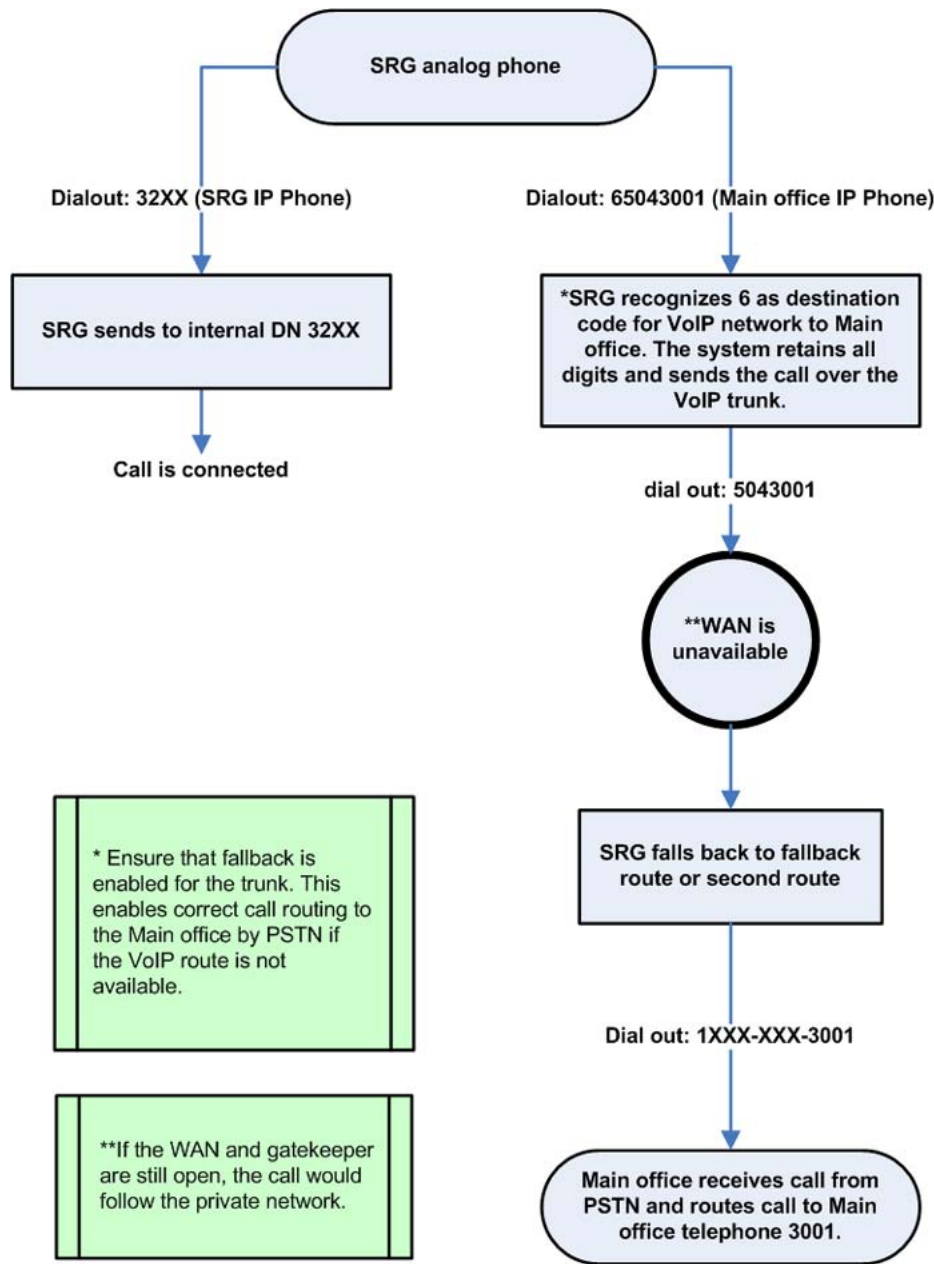 SRG analog phone
Dialout: 32XX (SRG IP Phone)
Dialout: 65043001 (Main office IP Phone)
SRG sends to internal DN 32XX
*SRG recognizes 6 as destination
code for VoIP network to Main
office. The system retains all
digits and sends the call over the
VoIP trunk.
Call is connected
dial out: 5043001
**WAN is
unavailable
SRG falls back to fallback
route or second route
* Ensure that fallback is
enabled for the trunk. This
enables correct call routing to
the Main office by PSTN if
the VoIP route is not
available.
Dial out: 1XXX-XXX-3001
**If the WAN and gatekeeper
are still open, the call would
follow the private network.
Main office receives call from
PSTN and routes call to Main
office telephone 3001.